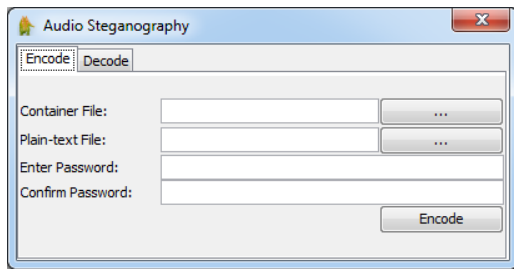 Audio Steganography
Encode Decode
Container File: ...
Plain-text File: ...
Enter Password:
Confirm Password:
Encode